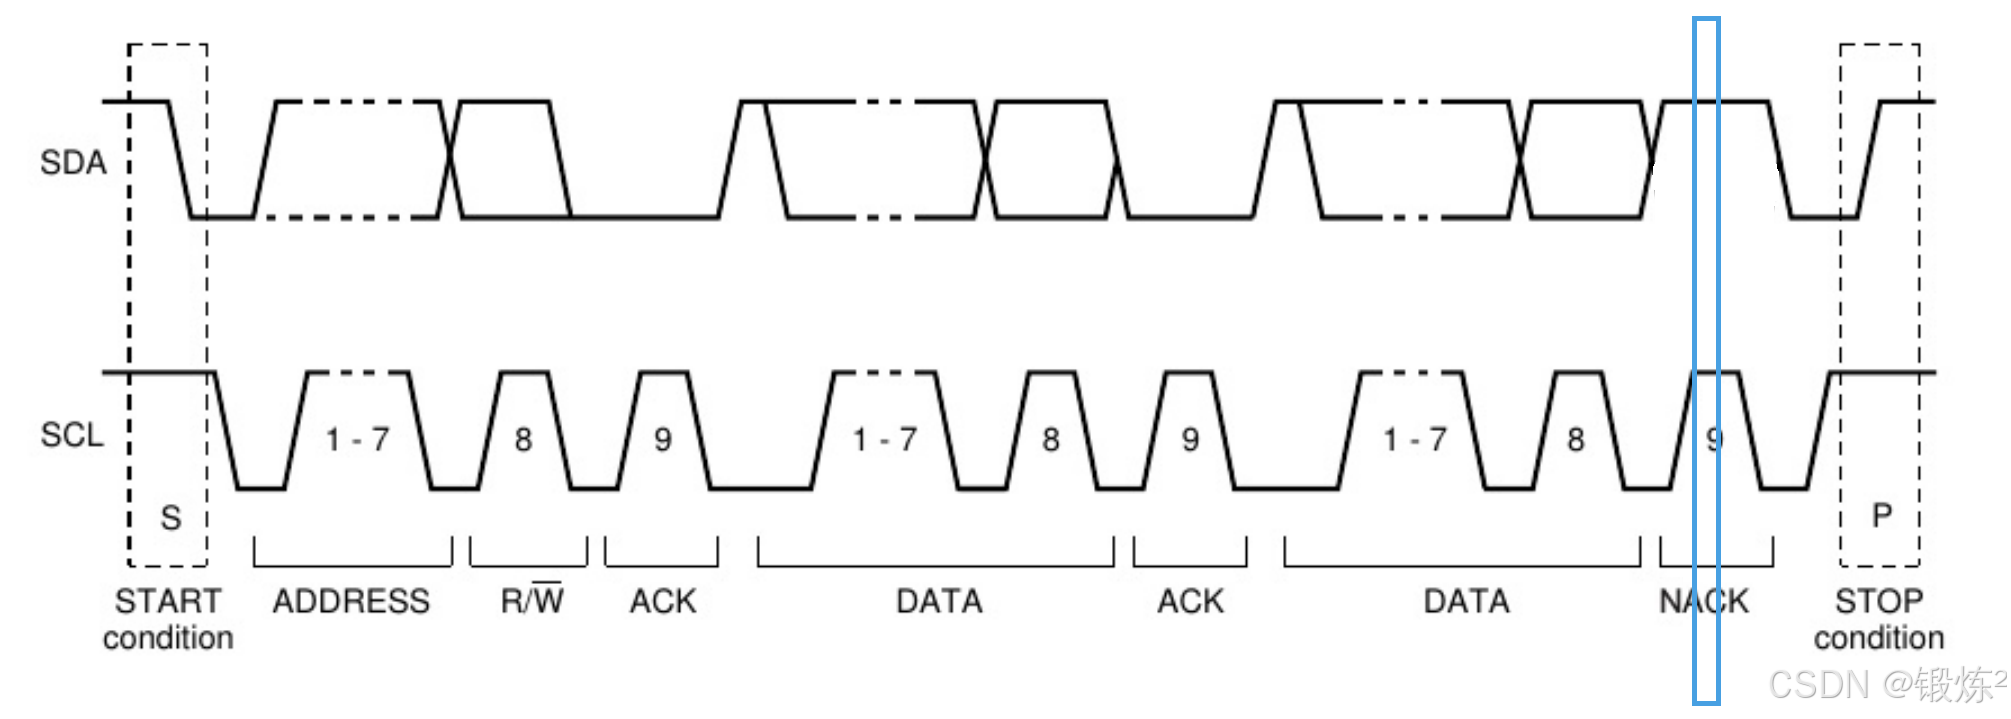 SDA
SCL
1 - 7 8 9 1 - 7 8 9 1 - 7 8 9
S P
START ADDRESS R/W̅ ACK DATA ACK DATA NACK STOP
condition condition
CSDN @锻炼²